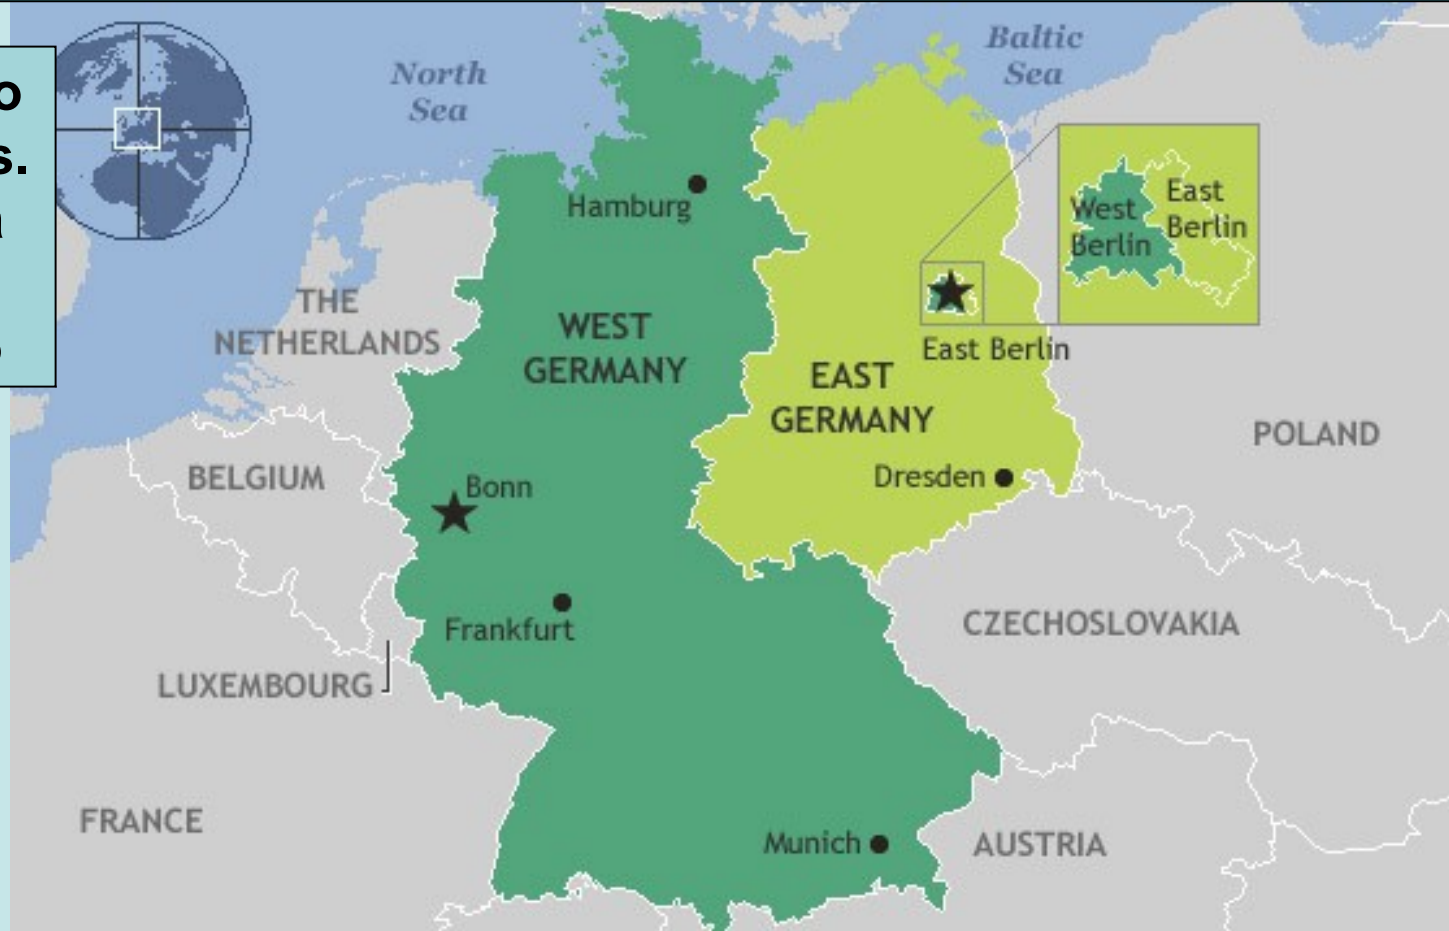 North
Sea
Baltic
Sea
s.
Hamburg
West
Berlin
East
Berlin
THE
NETHERLANDS
WEST
GERMANY
East Berlin
EAST
GERMANY
POLAND
BELGIUM
Bonn
Dresden
Frankfurt
CZECHOSLOVAKIA
LUXEMBOURG
FRANCE
Munich
AUSTRIA